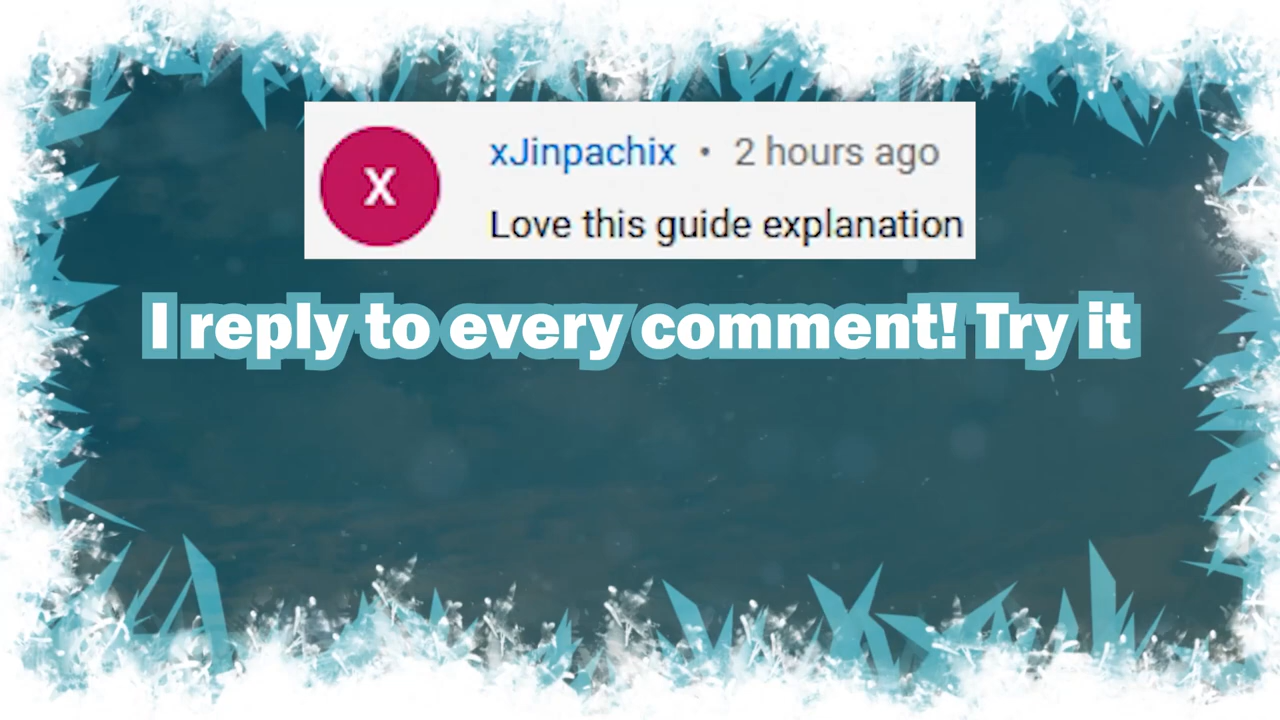 X
xJinpachix • 2 hours ago
Love this guide explanation
I reply to every comment! Try it